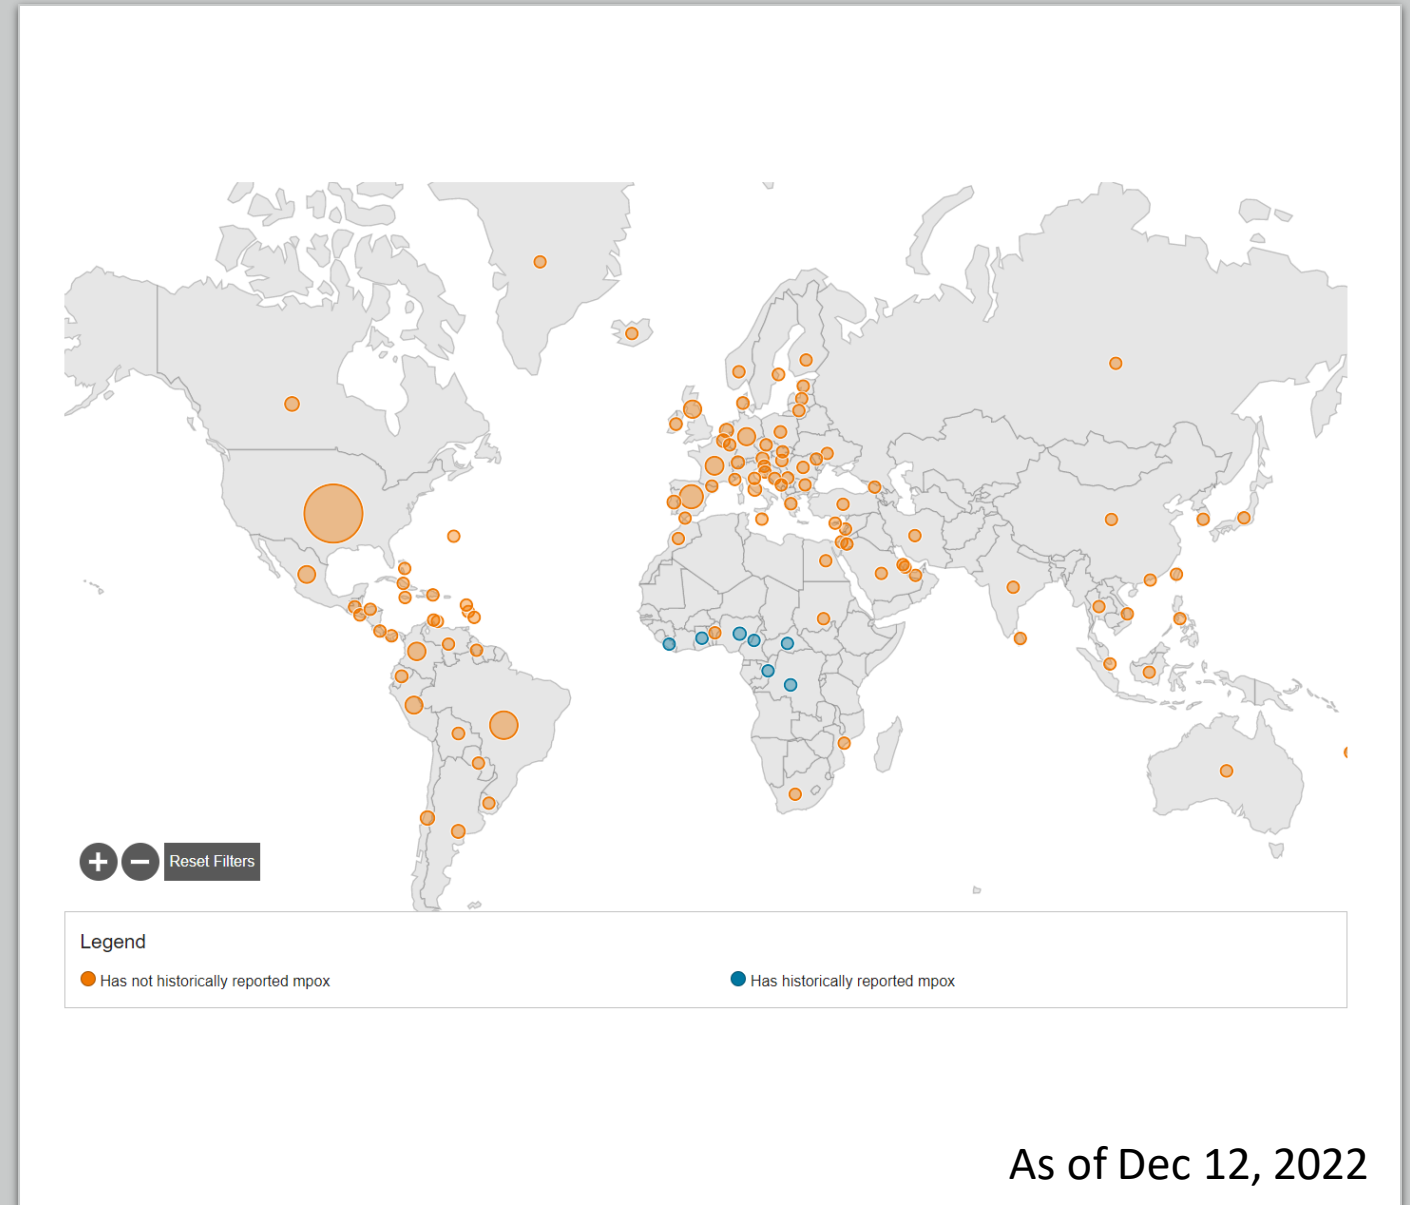 Reset Filters
Legend
Has not historically reported mpox
Has historically reported mpox
As of Dec 12, 2022